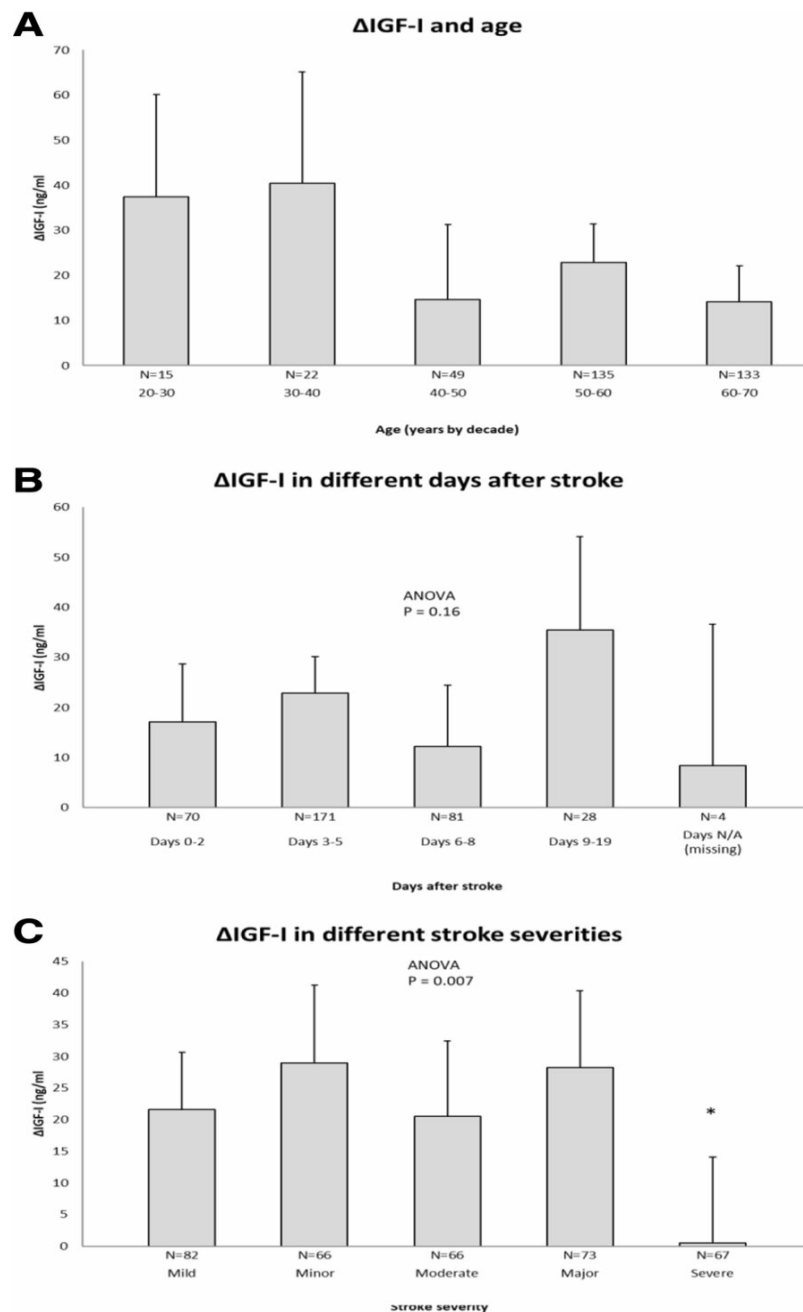 A
ΔIGF-I and age
70
60
50
40
30
20
10
0
ΔIGF-I (ng/ml)
N=15 N=22 N=49 N=135 N=133
20-30 30-40 40-50 50-60 60-70
Age (years by decade)
B
ΔIGF-I in different days after stroke
60
50
40
30
20
10
0
ΔIGF-I (ng/ml)
ANOVA
P = 0.16
N=70 N=171 N=81 N=28 N=4
Days 0-2 Days 3-5 Days 6-8 Days 9-19 Days N/A
(missing)
Days after stroke
C
ΔIGF-I in different stroke severities
45
40
35
30
25
20
15
10
5
0
ΔIGF-I (ng/ml)
ANOVA
P = 0.007
*
N=82 N=66 N=66 N=73 N=67
Mild Minor Moderate Major Severe
Stroke severity